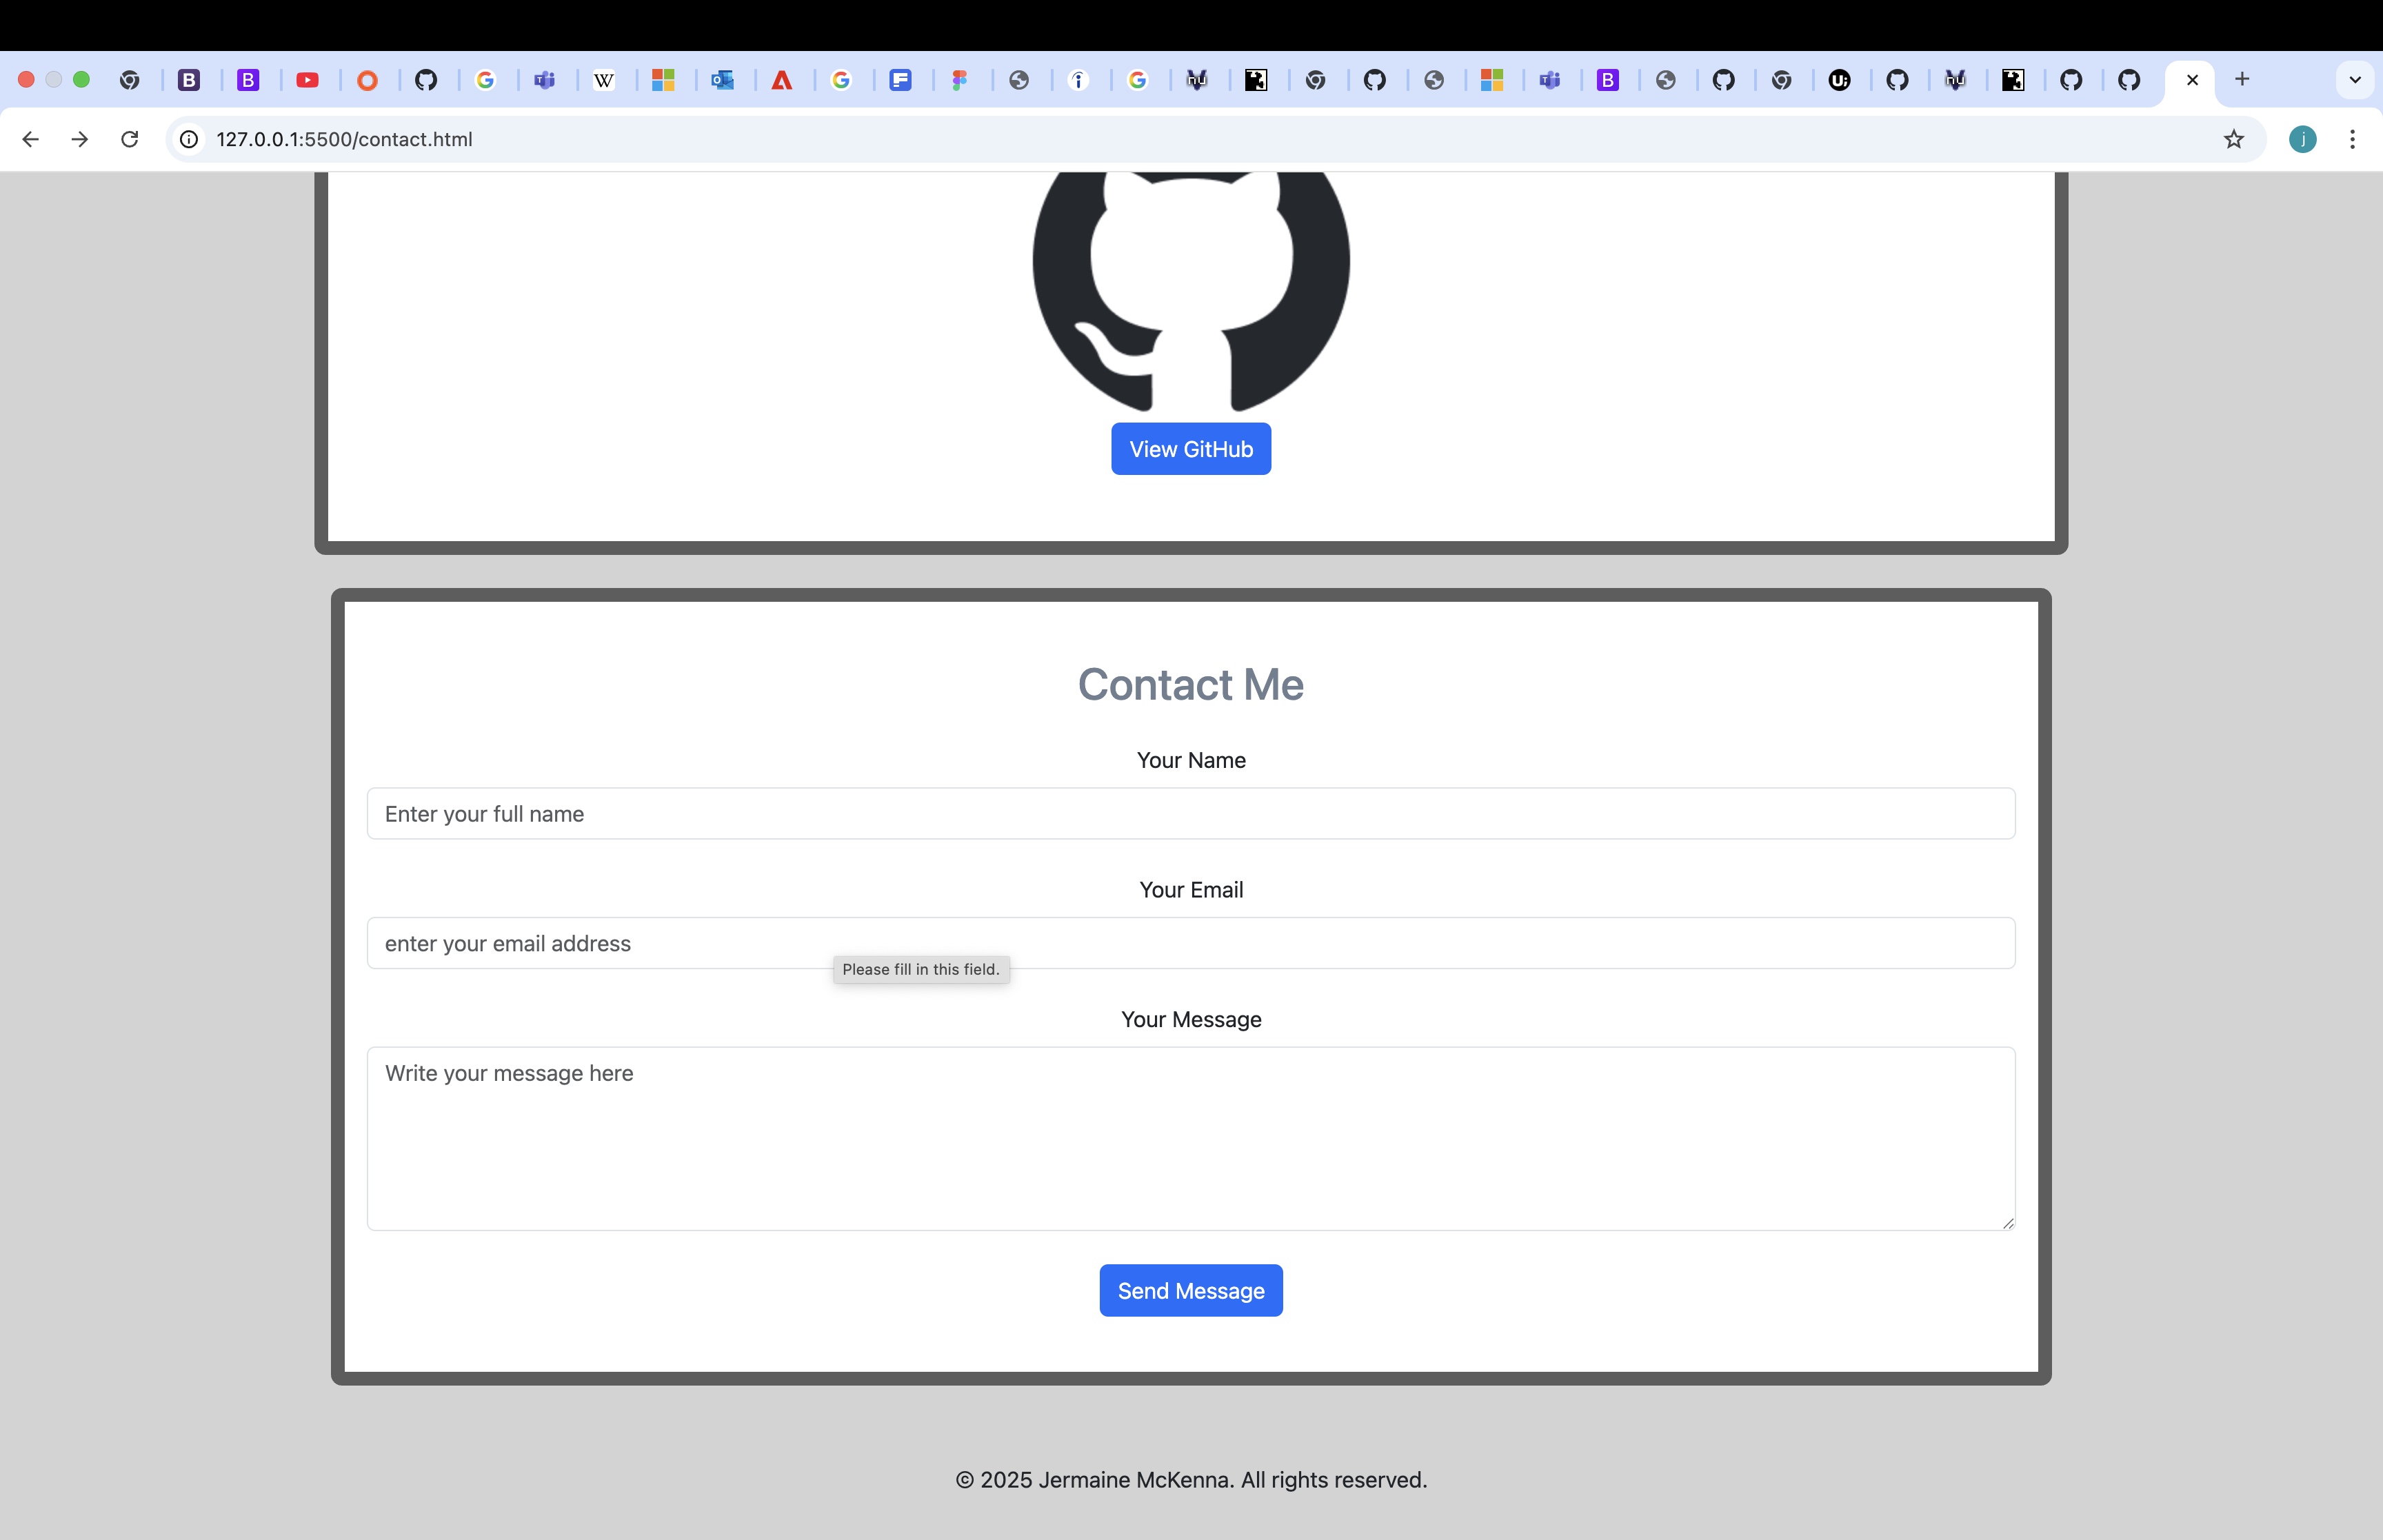 127.0.0.1:5500/contact.html
j
View GitHub
Contact Me
Your Name
Enter your full name
Your Email
enter your email address
Please fill in this field.
Your Message
Write your message here
Send Message
© 2025 Jermaine McKenna. All rights reserved.